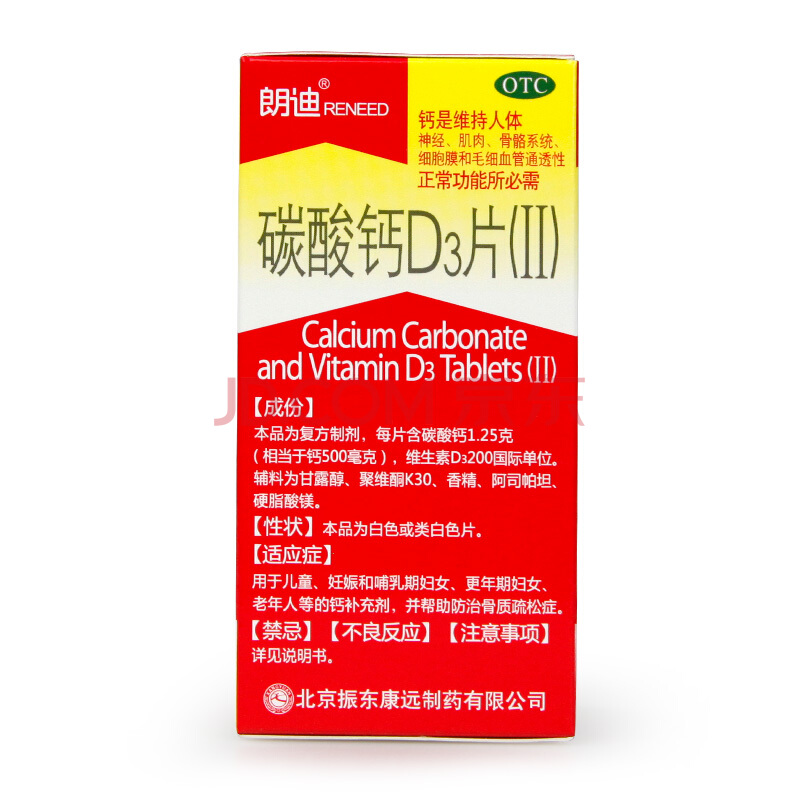 朗迪® RENEED
OTC
钙是维持人体
神经、肌肉、骨骼系统、
细胞膜和毛细血管通透性
正常功能所必需
碳酸钙D3片(II)
Calcium Carbonate
and Vitamin D3 Tablets (II)
JD.COM 京东
【成份】
本品为复方制剂，每片含碳酸钙1.25克
（相当于钙500毫克），维生素D3200国际单位。
辅料为甘露醇、聚维酮K30、香精、阿司帕坦、
硬脂酸镁。
【性状】本品为白色或类白色片。
【适应症】
用于儿童、妊娠和哺乳期妇女、更年期妇女、
老年人等的钙补充剂，并帮助防治骨质疏松症。
【禁忌】【不良反应】【注意事项】
详见说明书。
北京振东康远制药有限公司